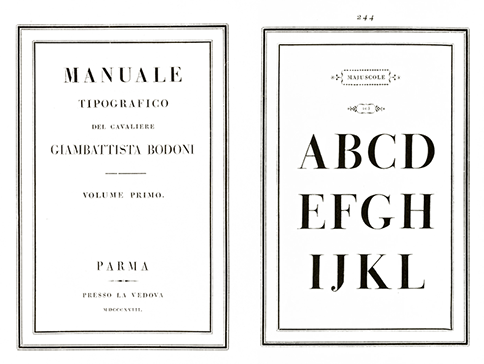 MANUALE
TIPOGRAFICO
DEL CAVALIERE
GIAMBATTISTA BODONI
VOLUME PRIMO.
PARMA
PRESSO LA VEDOVA
MDCCCXVIII.
244
MAIUSCOLE
ABCD
EFGH
IJKL